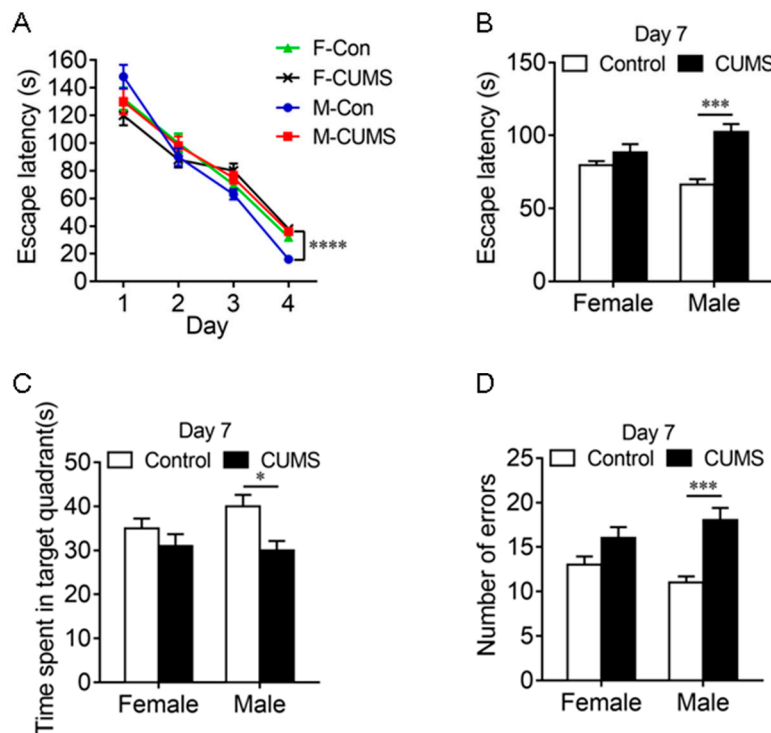 A
Escape latency (s)
160
140
120
100
80
60
40
20
0
1 2 3 4
Day
F-Con
F-CUMS
M-Con
M-CUMS
****
B
Day 7
Control CUMS
Escape latency (s)
150
100
50
0
***
Female Male
C
Day 7
Control CUMS
Time spent in target quadrant(s)
50
40
30
20
10
0
*
Female Male
D
Day 7
Control CUMS
Number of errors
25
20
15
10
5
0
***
Female Male